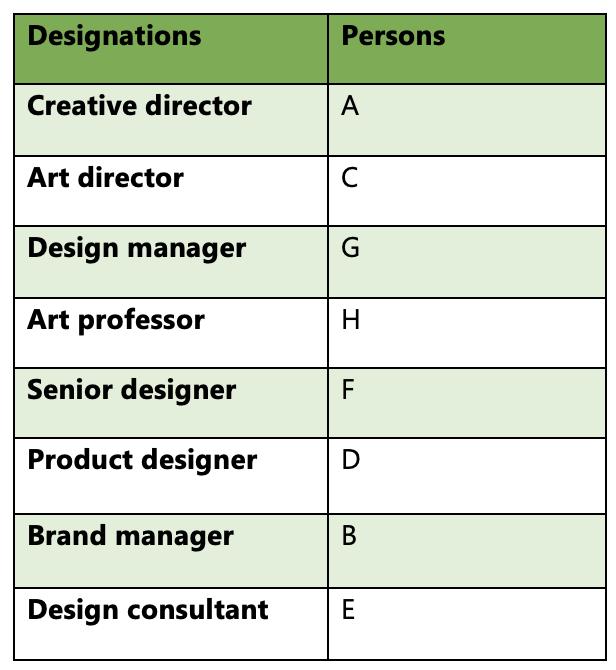 Designations Persons
Creative director A
Art director C
Design manager G
Art professor H
Senior designer F
Product designer D
Brand manager B
Design consultant E